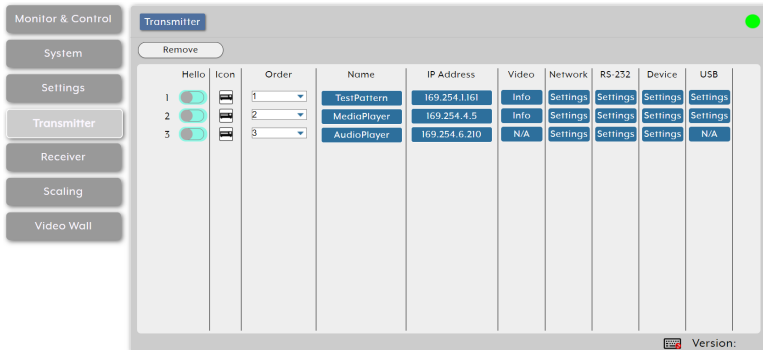 Monitor & Control
System
Settings
Transmitter
Receiver
Scaling
Video Wall
Transmitter
Remove
Hello Icon Order Name IP Address Video Network RS-232 Device USB
1 1 TestPattern 169.254.1.161 Info Settings Settings Settings Settings
2 2 MediaPlayer 169.254.4.5 Info Settings Settings Settings Settings
3 3 AudioPlayer 169.254.6.210 N/A Settings Settings Settings N/A
Version: